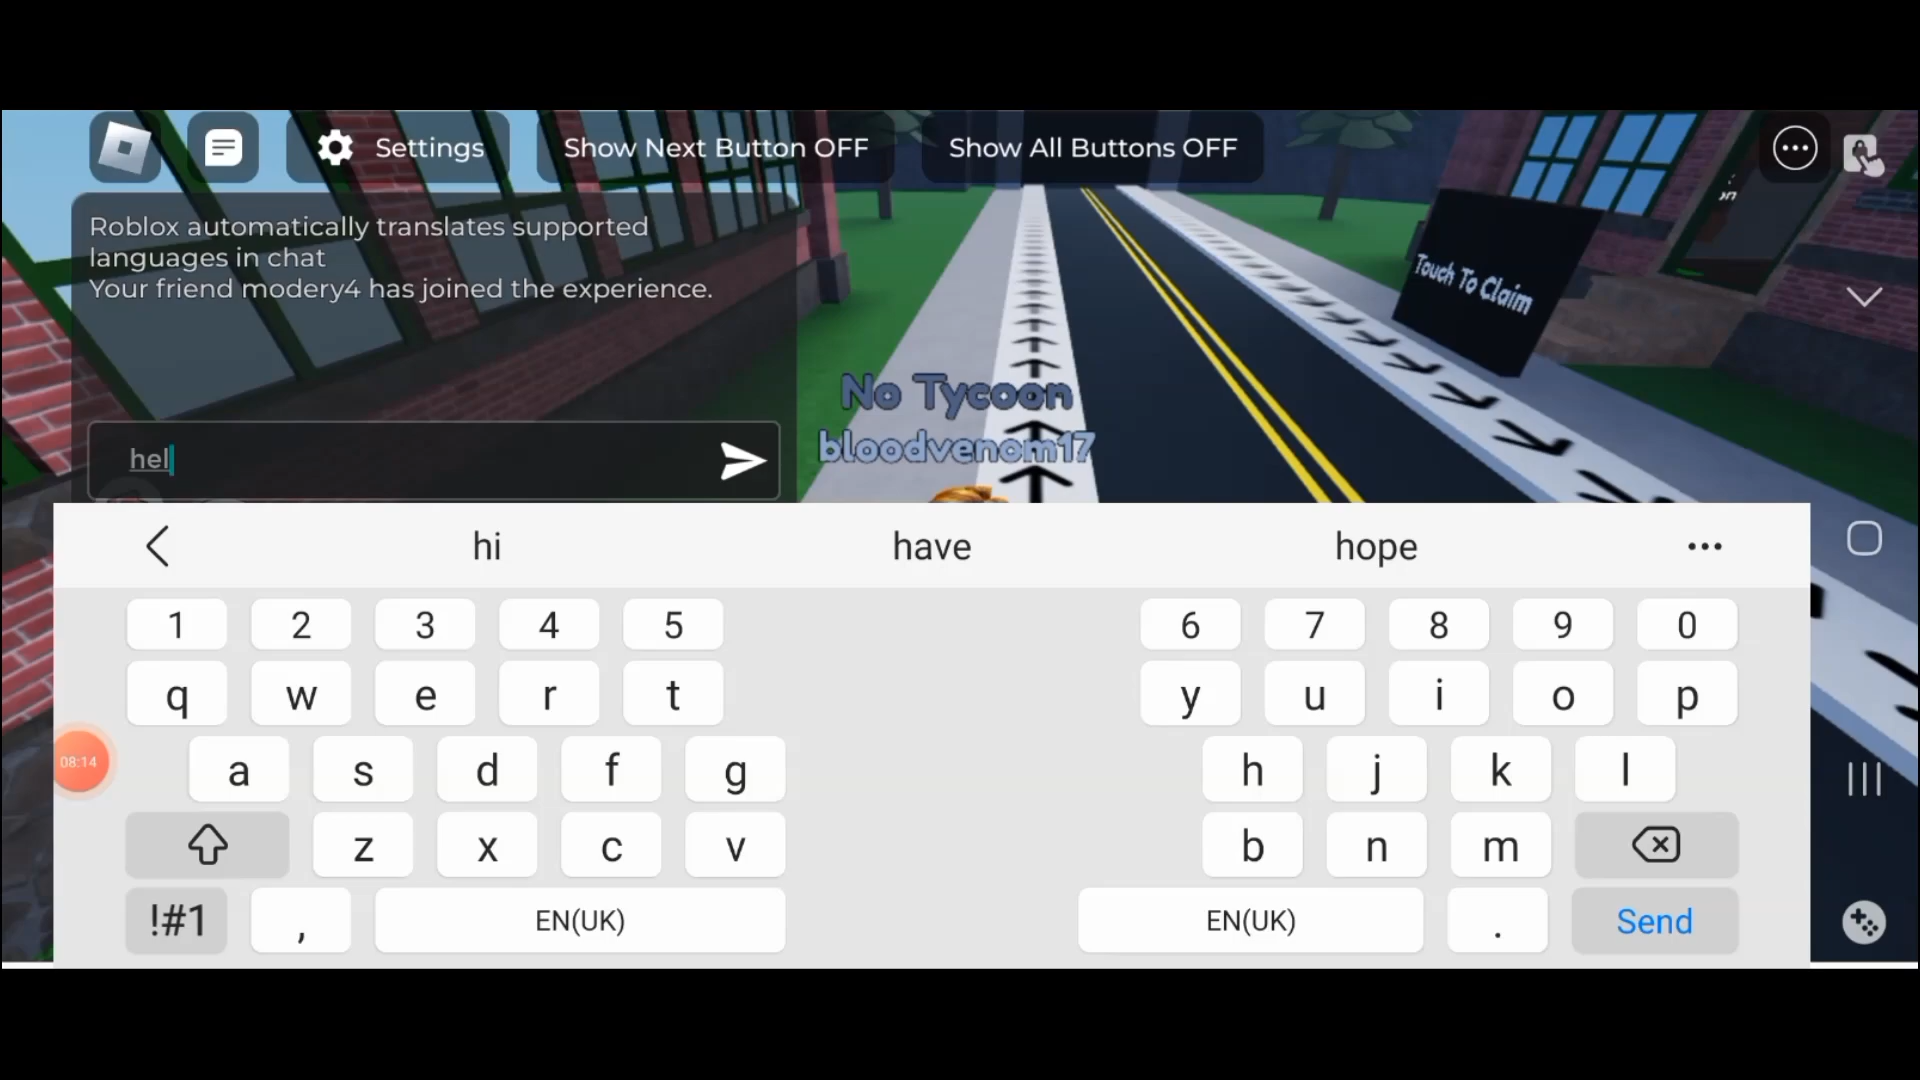 Settings
Show Next Button OFF
Show All Buttons OFF
Roblox automatically translates supported
languages in chat
Your friend modery4 has joined the experience.
Touch To Claim
No Tycoon
bloodvenom17
hel
hi
have
hope
1 2 3 4 5 6 7 8 9 0
q w e r t y u i o p
08:14
a s d f g h j k l
z x c v b n m
!#1 , EN(UK) EN(UK) . Send